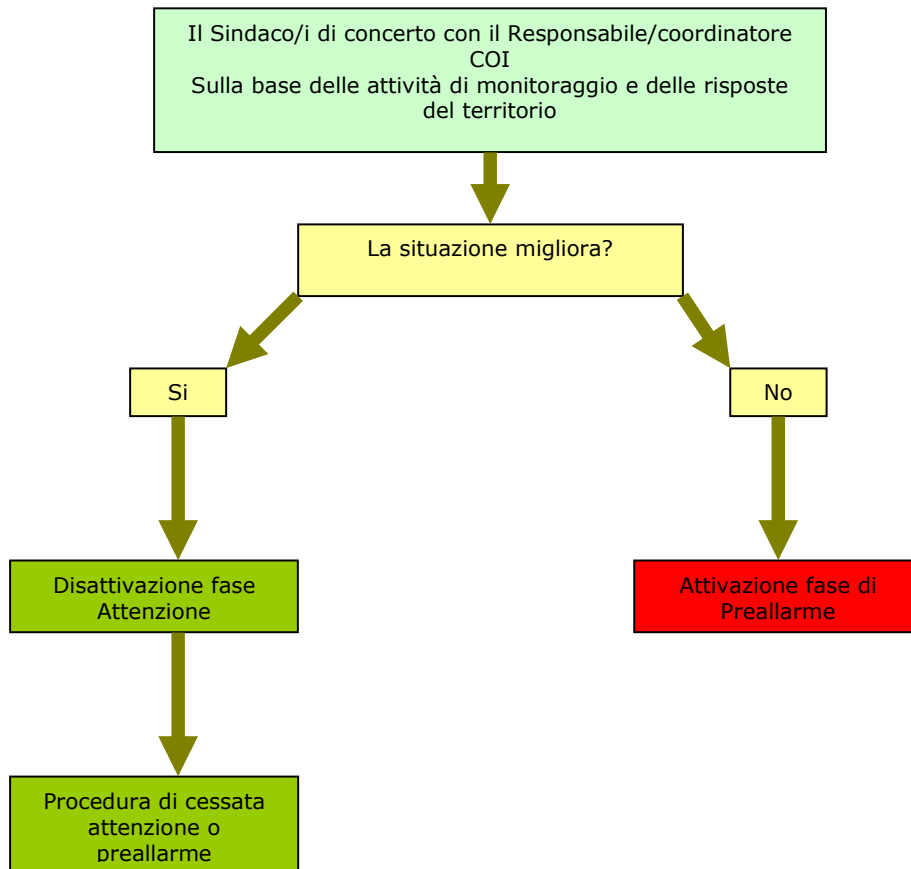 Il Sindaco/i di concerto con il Responsabile/coordinatore
COI
Sulla base delle attività di monitoraggio e delle risposte
del territorio
La situazione migliora?
Si
No
Disattivazione fase
Attenzione
Attivazione fase di
Preallarme
Procedura di cessata
attenzione o
preallarme